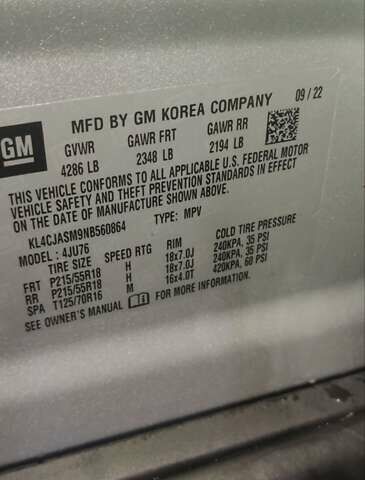 GM
MFD BY GM KOREA COMPANY 09 / 22
GVWR GAWR FRT GAWR RR
4286 LB 2348 LB 2194 LB
THIS VEHICLE CONFORMS TO ALL APPLICABLE U.S. FEDERAL MOTOR
VEHICLE SAFETY AND THEFT PREVENTION STANDARDS IN EFFECT
ON THE DATE OF MANUFACTURE SHOWN ABOVE.
KL4CJASM9NB560864 TYPE: MPV
MODEL: 4JU76
TIRE SIZE SPEED RTG RIM COLD TIRE PRESSURE
FRT P215/55R18 H 18x7.0J 240KPA, 35 PSI
RR P215/55R18 H 18x7.0J 240KPA, 35 PSI
SPA T125/70R16 M 16x4.0T 420KPA, 60 PSI
SEE OWNER'S MANUAL FOR MORE INFORMATION.